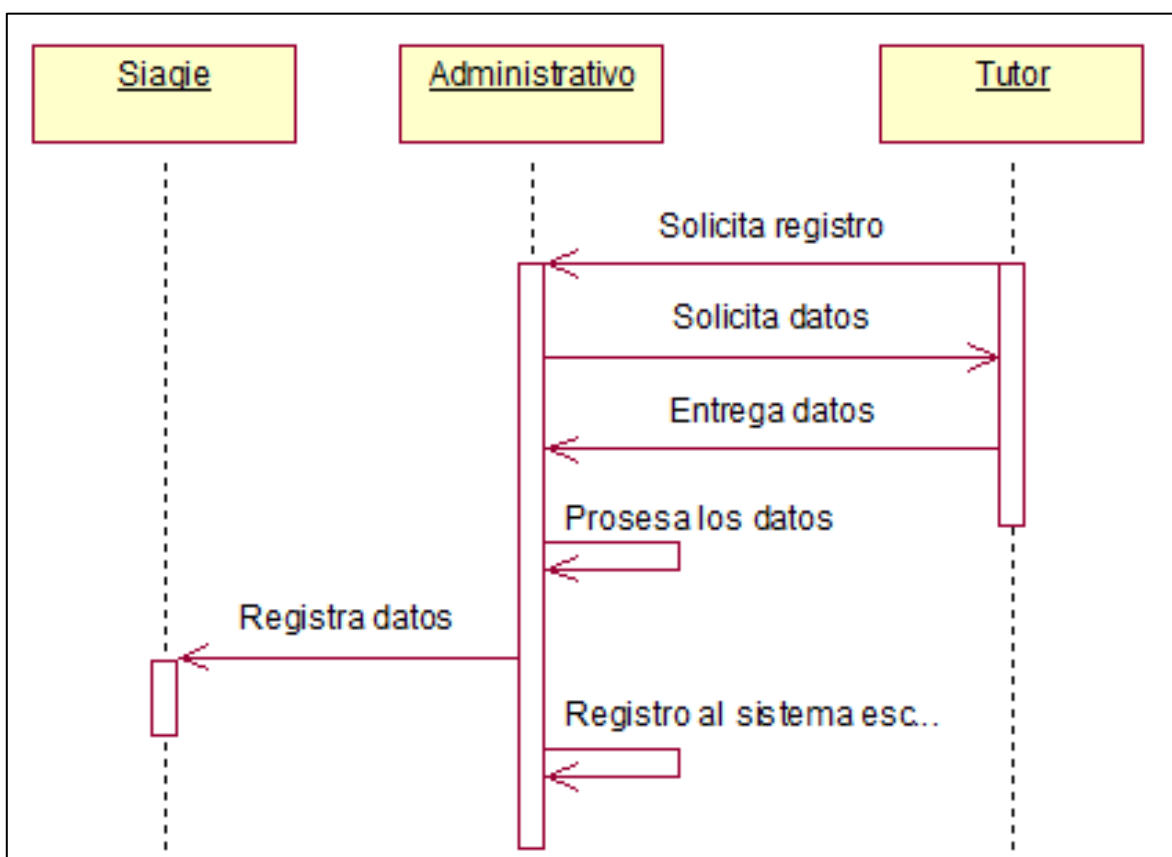 Siagie
Administrativo
Tutor
Solicita registro
Solicita datos
Entrega datos
Prosesa los datos
Registra datos
Registro al sistema esc...